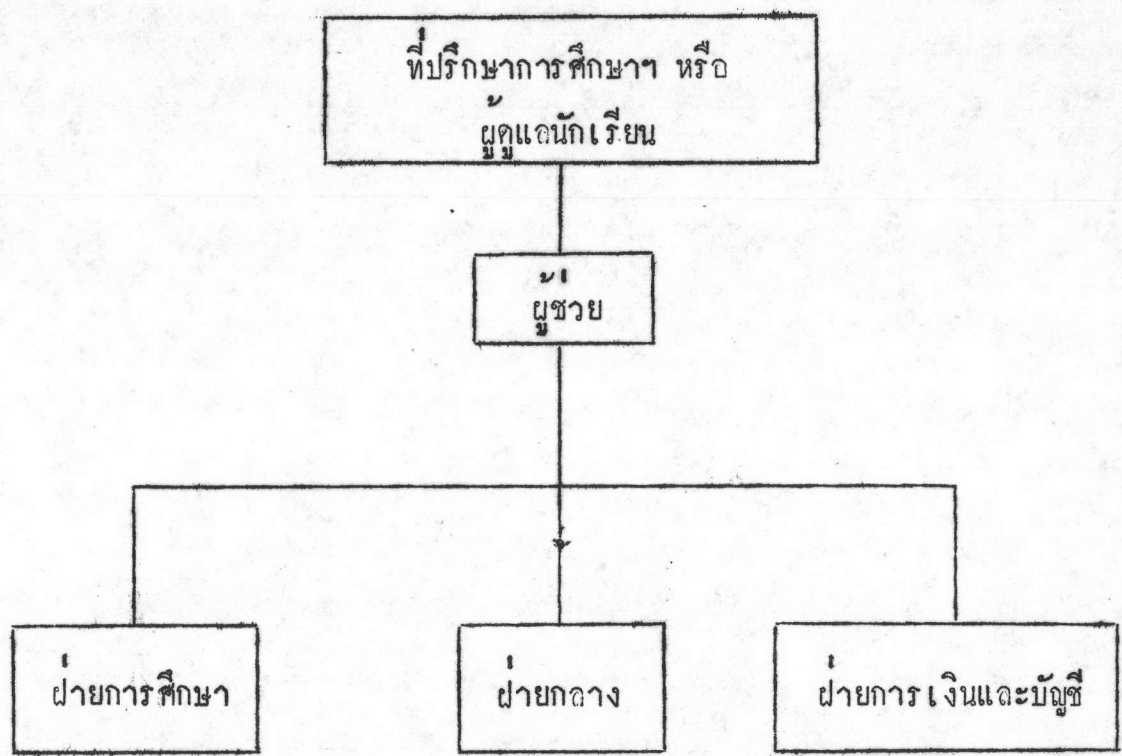 ที่ปรึกษาการศึกษาฯ หรือ
ผู้ดูแลนักเรียน
ผู้ช่วย
ฝ่ายการศึกษา
ฝ่ายกลาง
ฝ่ายการเงินและบัญชี